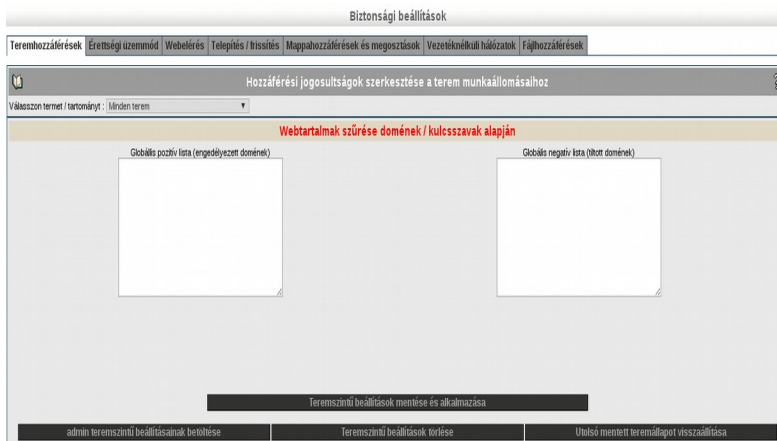 Biztonsági beállítások
Teremhozzáférések Érettségi üzemmód Webelérés Telepítés / frissítés Mappahozzáférések és megosztások Vezetéknélküli hálózatok Fájlhozzáférések
Hozzáférési jogosultságok szerkesztése a terem munkaállomásaihoz
Válasszon termet / tartományt : Minden terem
Webtartalmak szűrése domének / kulcsszavak alapján
Globális pozitív lista (engedélyezett domének) Globális negatív lista (tiltott domének)
Teremszintű beállítások mentése és alkalmazása
admin teremszintű beállításainak betöltése Teremszintű beállítások törlése Utolsó mentett teremállapot visszaállítása